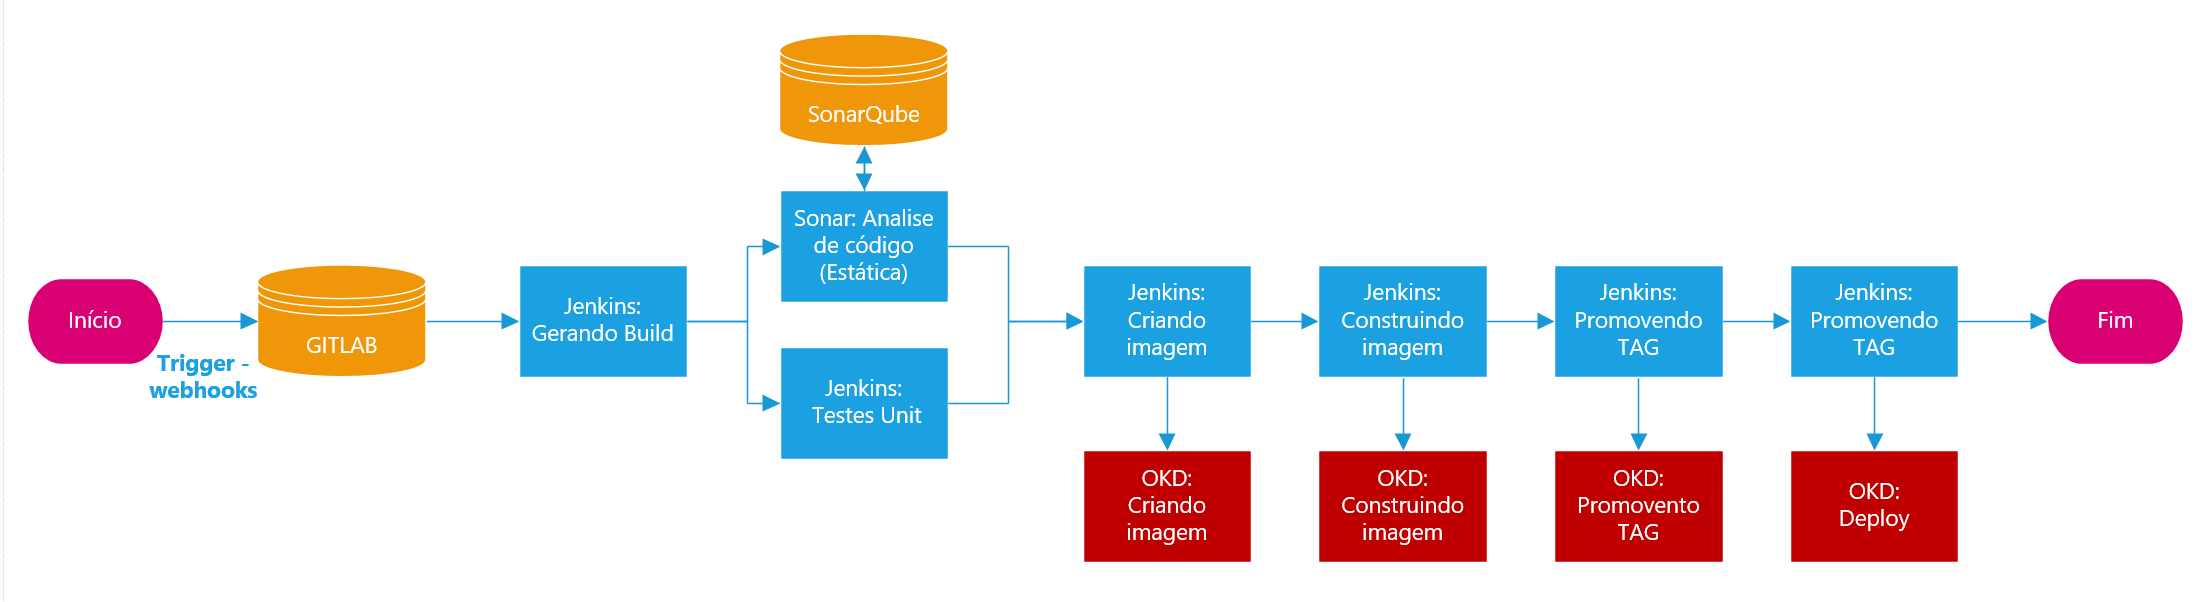 Início
Trigger -
webhooks
GITLAB
Jenkins:
Gerando Build
SonarQube
Sonar: Analise
de código
(Estática)
Jenkins:
Testes Unit
Jenkins:
Criando
imagem
Jenkins:
Construindo
imagem
Jenkins:
Promovendo
TAG
Jenkins:
Promovendo
TAG
Fim
OKD:
Criando
imagem
OKD:
Construindo
imagem
OKD:
Promovento
TAG
OKD:
Deploy